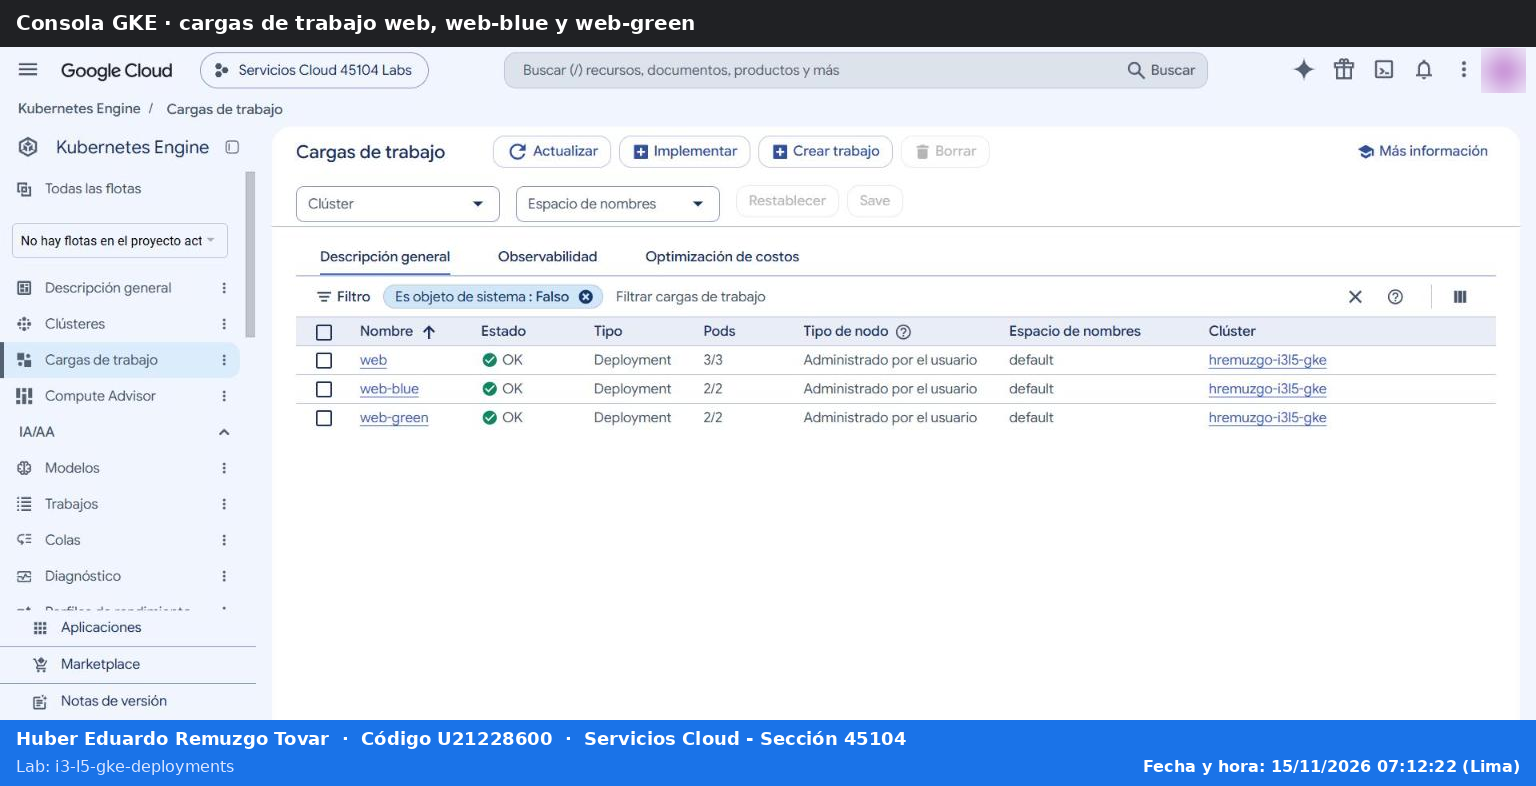 Consola GKE · cargas de trabajo web, web-blue y web-green
Google Cloud
Servicios Cloud 45104 Labs
Buscar (/) recursos, documentos, productos y más
Buscar
Kubernetes Engine / Cargas de trabajo
Kubernetes Engine
Todas las flotas
No hay flotas en el proyecto act
Descripción general
Clústeres
Cargas de trabajo
Compute Advisor
IA/AA
Modelos
Trabajos
Colas
Diagnóstico
Perfiles de rendimiento
Aplicaciones
Marketplace
Notas de versión
Cargas de trabajo
Actualizar
Implementar
Crear trabajo
Borrar
Más información
Clúster
Espacio de nombres
Restablecer
Save
Descripción general
Observabilidad
Optimización de costos
Filtro
Es objeto de sistema : Falso
Filtrar cargas de trabajo
Nombre Estado Tipo Pods Tipo de nodo Espacio de nombres Clúster
web OK Deployment 3/3 Administrado por el usuario default hremuzgo-i3l5-gke
web-blue OK Deployment 2/2 Administrado por el usuario default hremuzgo-i3l5-gke
web-green OK Deployment 2/2 Administrado por el usuario default hremuzgo-i3l5-gke
Huber Eduardo Remuzgo Tovar · Código U21228600 · Servicios Cloud - Sección 45104
Lab: i3-l5-gke-deployments
Fecha y hora: 15/11/2026 07:12:22 (Lima)